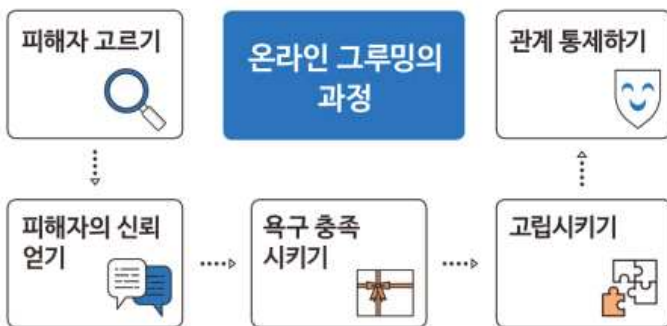 온라인 그루밍의
과정
피해자 고르기
피해자의 신뢰
얻기
욕구 충족
시키기
고립시키기
관계 통제하기